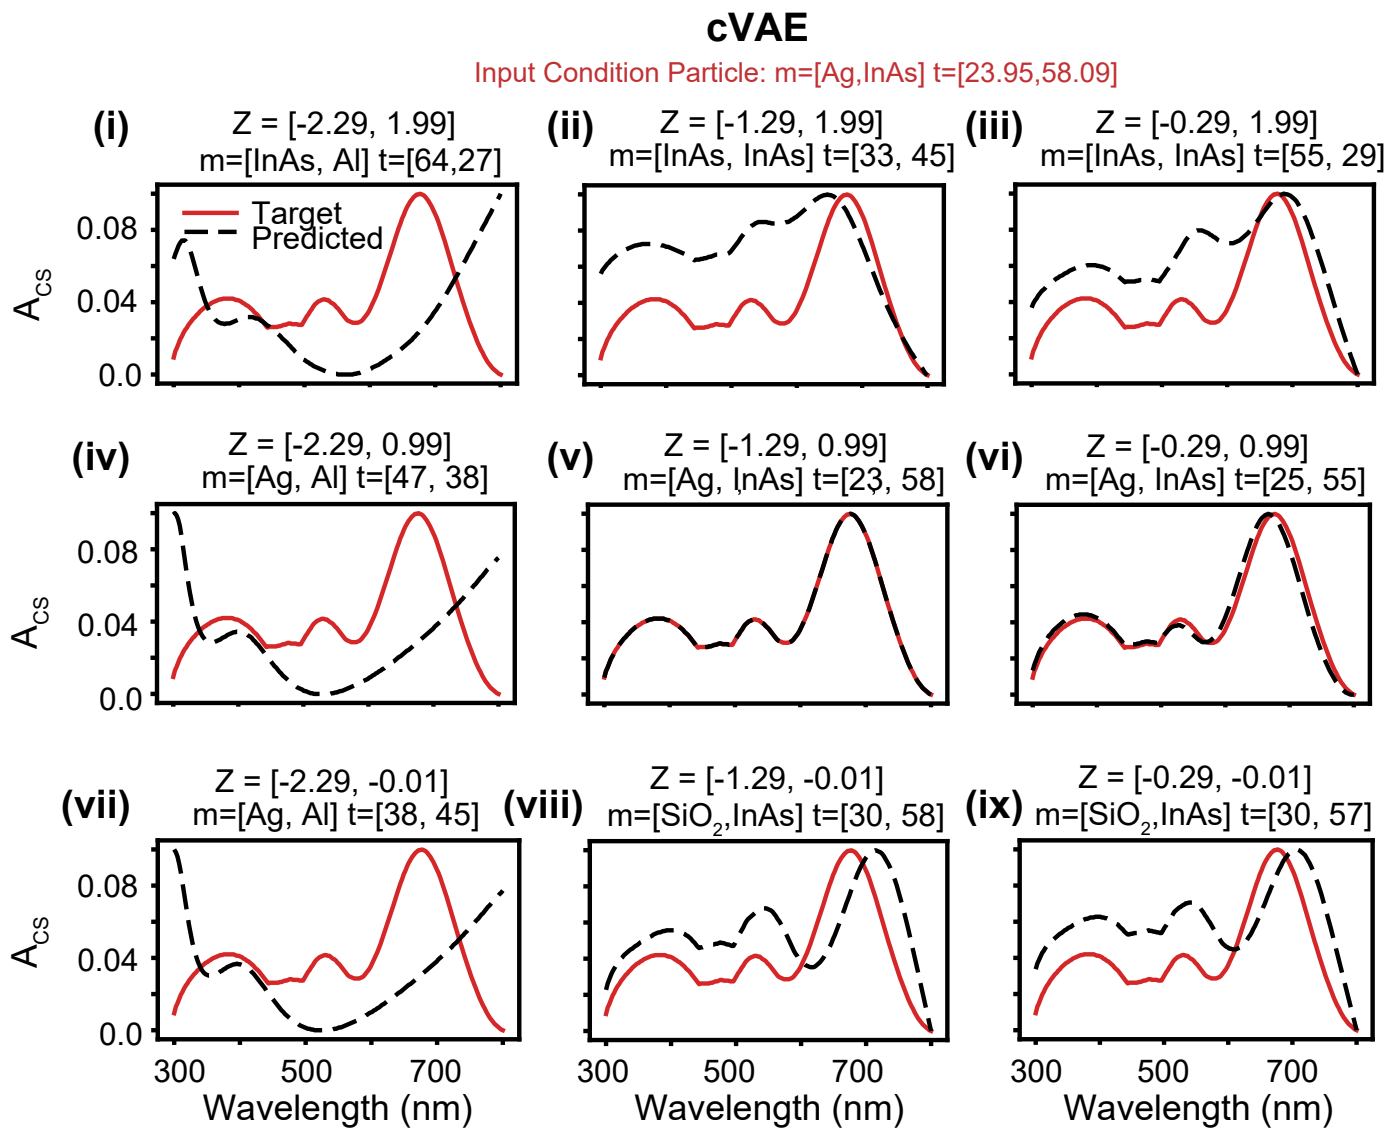 cVAE
Input Condition Particle: m=[Ag,InAs] t=[23.95,58.09]
(i)
Z = [-2.29, 1.99]
m=[InAs, Al] t=[64,27]
(ii)
Z = [-1.29, 1.99]
m=[InAs, InAs] t=[33, 45]
(iii)
Z = [-0.29, 1.99]
m=[InAs, InAs] t=[55, 29]
Target
Predicted
0.08
0.04
0.0
A_CS
(iv)
Z = [-2.29, 0.99]
m=[Ag, Al] t=[47, 38]
(v)
Z = [-1.29, 0.99]
m=[Ag, InAs] t=[23, 58]
(vi)
Z = [-0.29, 0.99]
m=[Ag, InAs] t=[25, 55]
0.08
0.04
0.0
A_CS
(vii)
Z = [-2.29, -0.01]
m=[Ag, Al] t=[38, 45]
(viii)
Z = [-1.29, -0.01]
m=[SiO₂,InAs] t=[30, 58]
(ix)
Z = [-0.29, -0.01]
m=[SiO₂,InAs] t=[30, 57]
0.08
0.04
0.0
A_CS
300 500 700
Wavelength (nm)
300 500 700
Wavelength (nm)
300 500 700
Wavelength (nm)